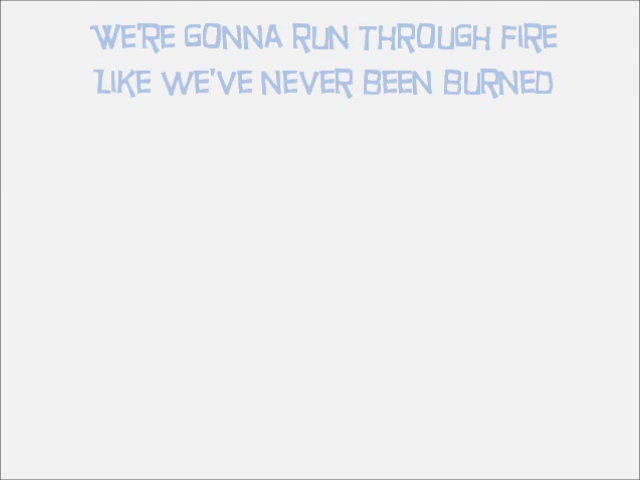 WE'RE GONNA RUN THROUGH FIRE
LIKE WE'VE NEVER BEEN BURNED